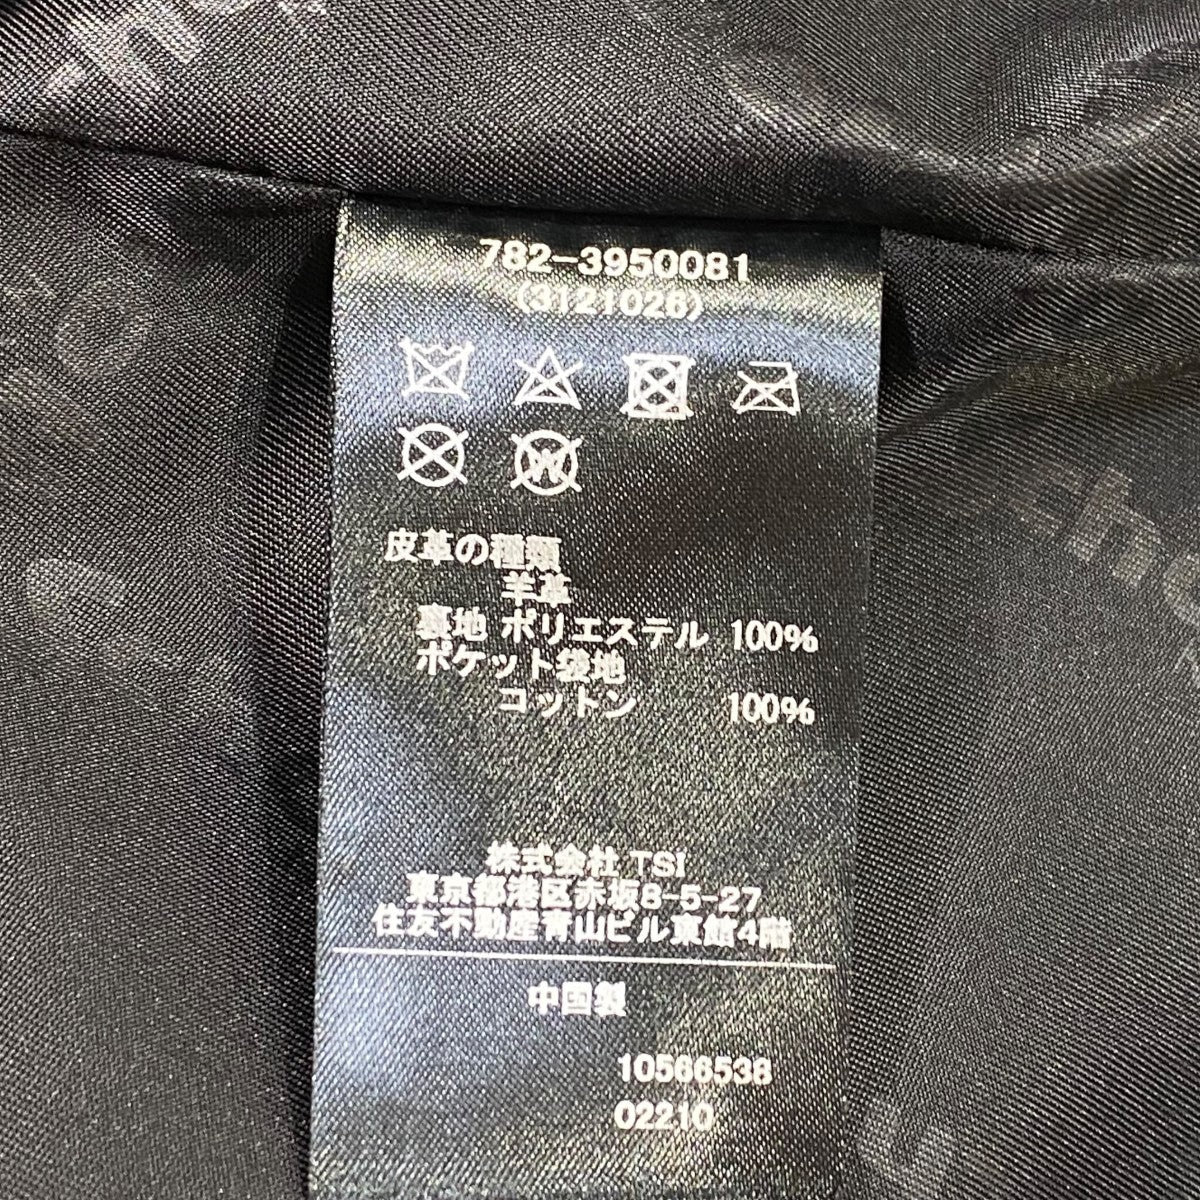 782-3950081
(3121026)
W
皮革の種類
羊革
裏地 ポリエステル 100%
ポケット袋地
コットン 100%
株式会社 TSI
東京都港区赤坂8-5-27
住友不動産青山ビル東館4階
中国製
10566538
02210
the